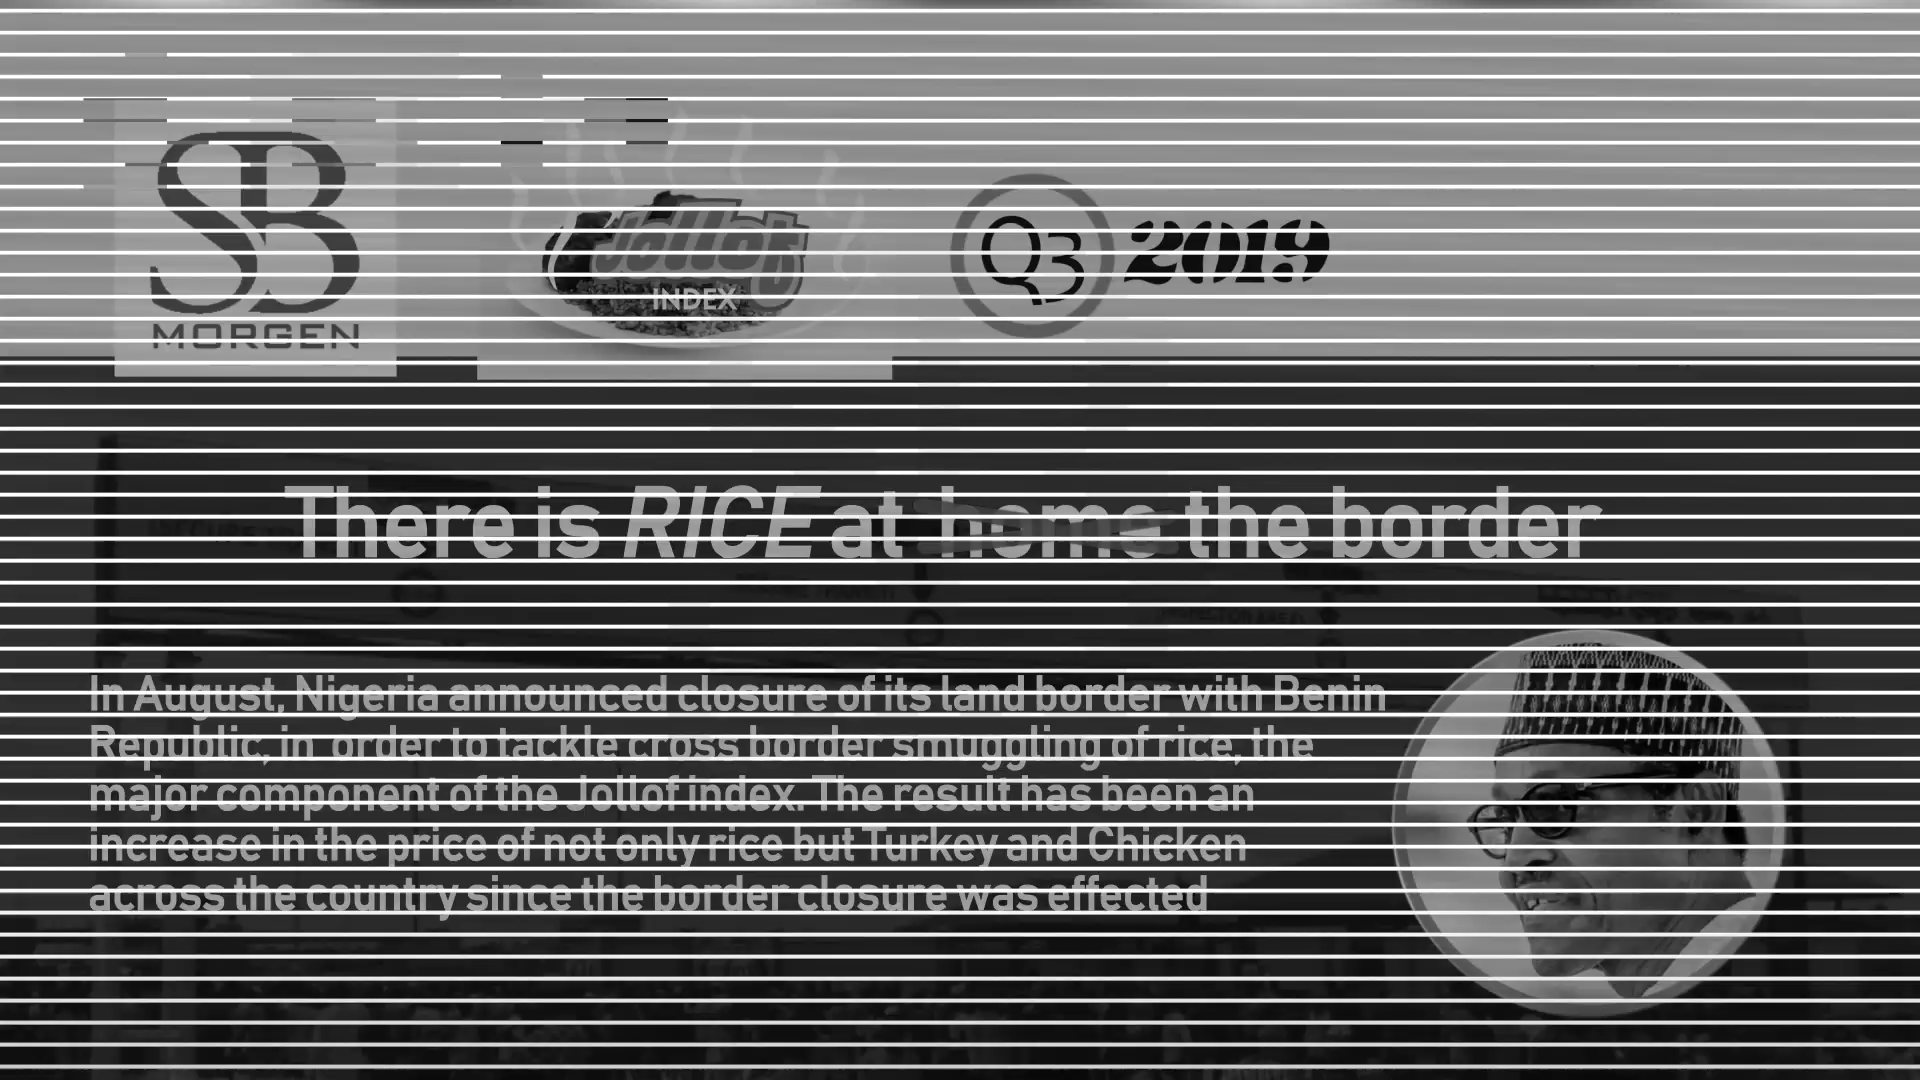 SB
MORGEN
Jollof
INDEX
Q3 2019
There is RICE at home the border
In August, Nigeria announced closure of its land border with Benin
Republic, in order to tackle cross border smuggling of rice, the
major component of the Jollof index. The result has been an
increase in the price of not only rice but Turkey and Chicken
across the country since the border closure was effected